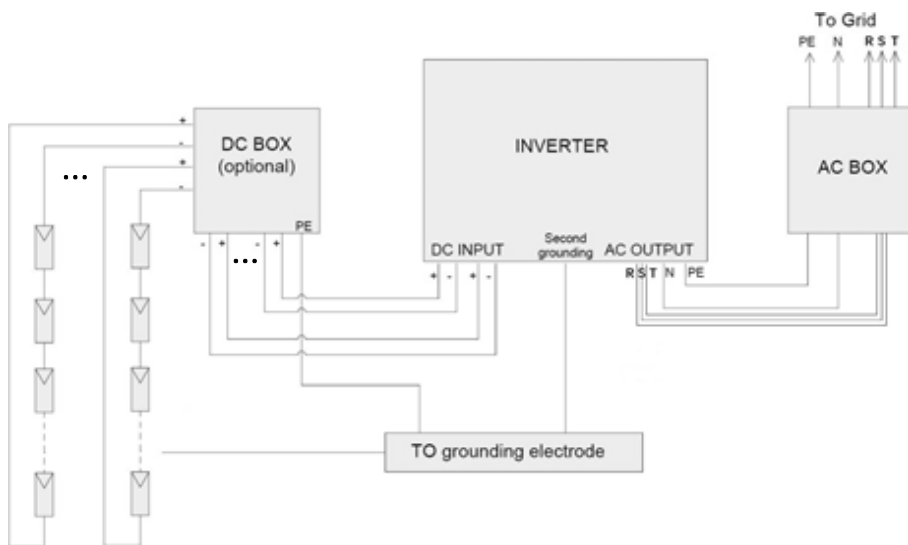 To Grid
PE N R S T
DC BOX
(optional)
+
-
+
-
PE
- + ... - +
...
INVERTER
DC INPUT
Second
grounding
AC OUTPUT
+ - + -
R S T N PE
AC BOX
TO grounding electrode